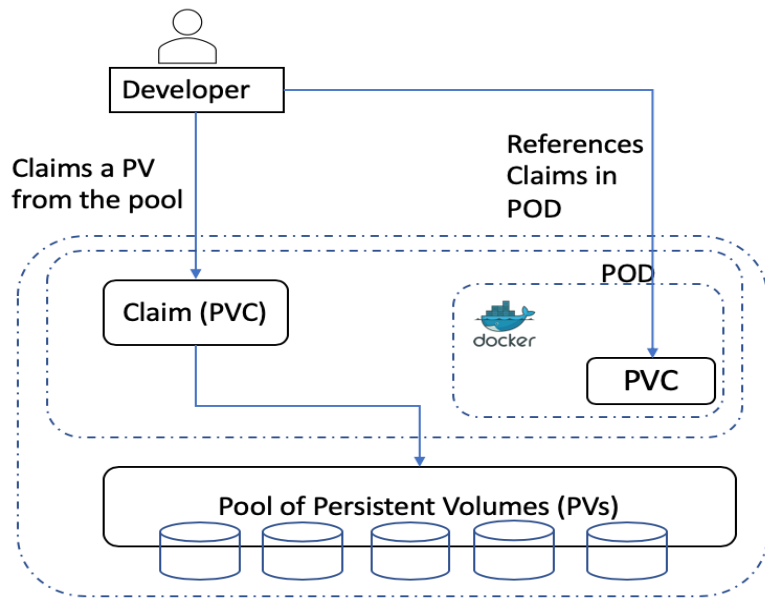 Developer
Claims a PV
from the pool
References
Claims in
POD
POD
Claim (PVC)
docker
PVC
Pool of Persistent Volumes (PVs)